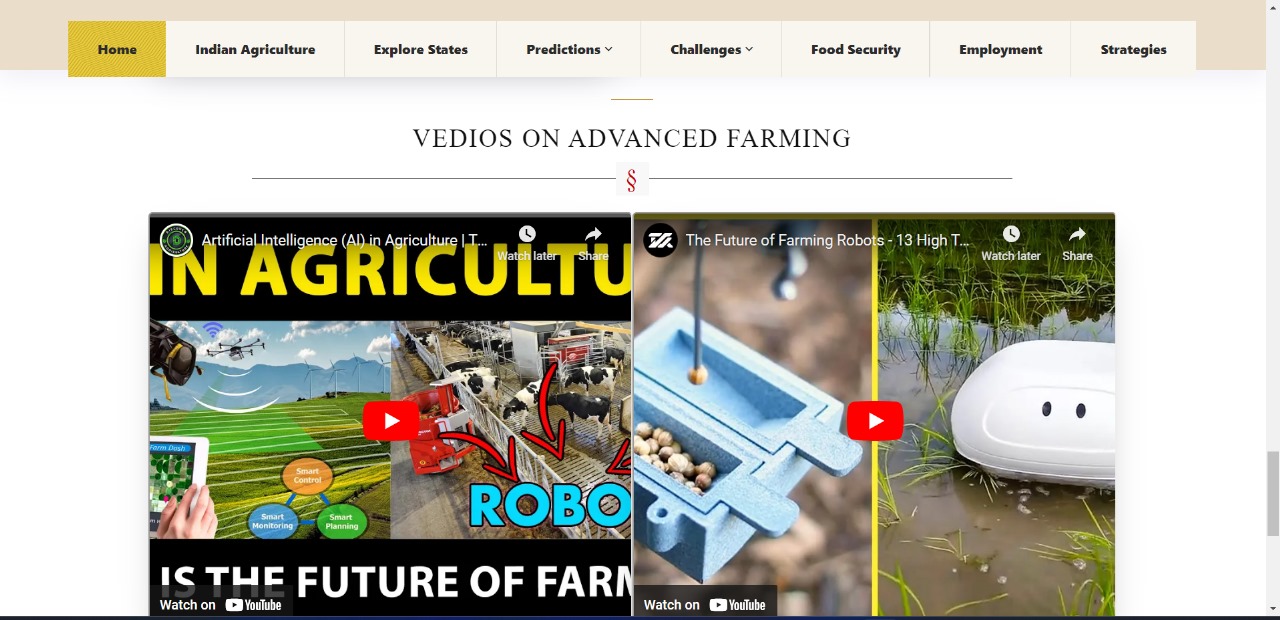 Home Indian Agriculture Explore States Predictions Challenges Food Security Employment Strategies
VEDIOS ON ADVANCED FARMING
§
Artificial Intelligence (AI) in Agriculture | T...
Watch later Share
IN AGRICULTU
Farm Dash
Smart Control
Smart Monitoring
Smart Planning
ROBO
IS THE FUTURE OF FARM
Watch on YouTube
The Future of Farming Robots - 13 High T...
Watch later Share
Watch on YouTube